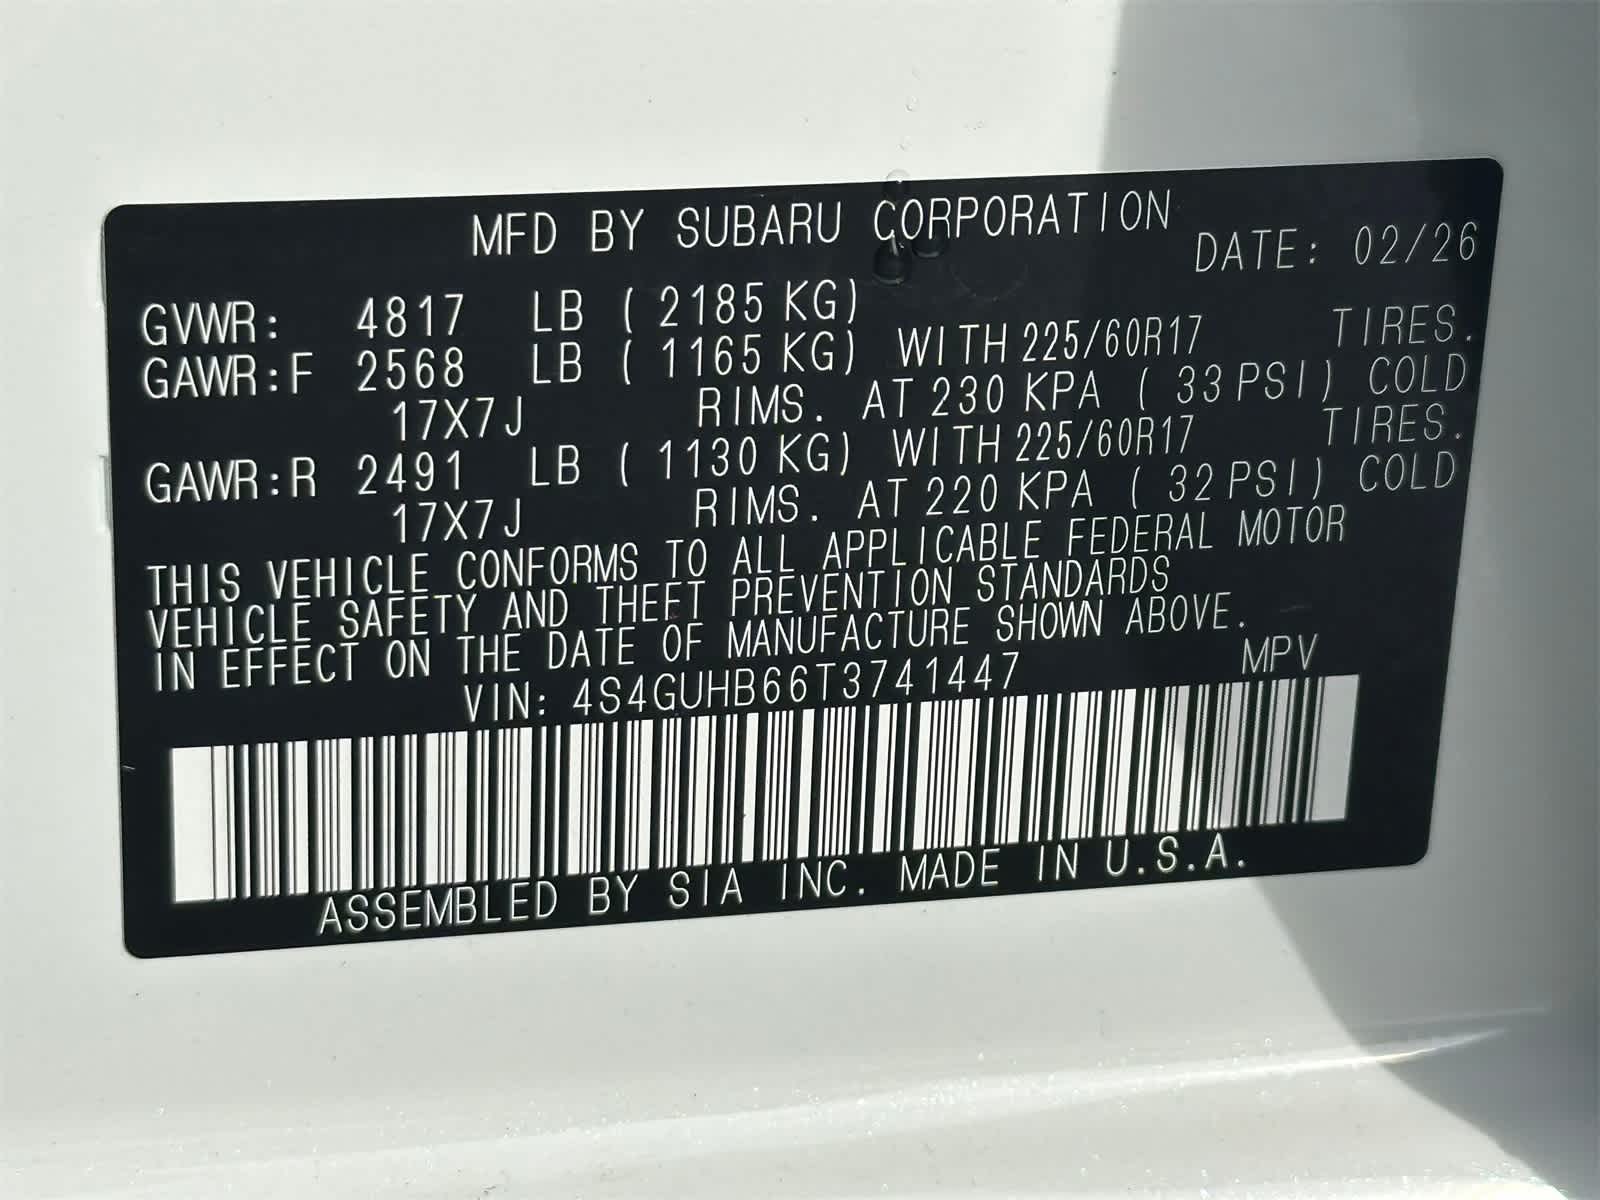 MFD BY SUBARU CORPORATION
DATE: 02/26
GVWR: 4817 LB ( 2185 KG)
GAWR:F 2568 LB ( 1165 KG) WITH 225/60R17 TIRES.
17X7J RIMS. AT 230 KPA ( 33 PSI) COLD
GAWR:R 2491 LB ( 1130 KG) WITH 225/60R17 TIRES.
17X7J RIMS. AT 220 KPA ( 32 PSI) COLD
THIS VEHICLE CONFORMS TO ALL APPLICABLE FEDERAL MOTOR
VEHICLE SAFETY AND THEFT PREVENTION STANDARDS
IN EFFECT ON THE DATE OF MANUFACTURE SHOWN ABOVE.
VIN: 4S4GUHB66T3741447 MPV
ASSEMBLED BY SIA INC. MADE IN U.S.A.